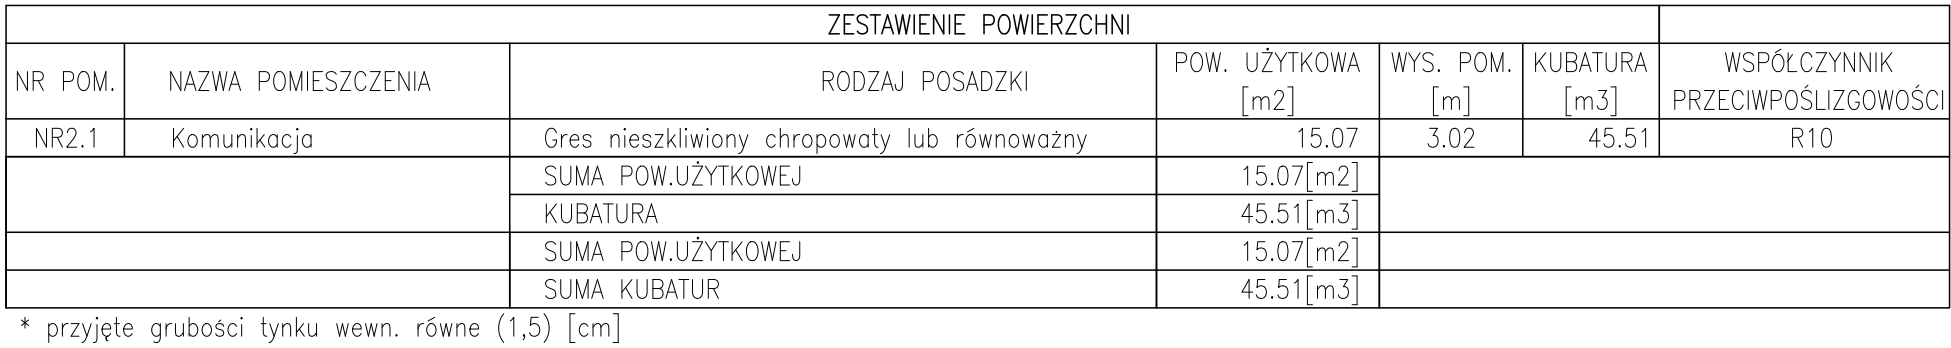 ZESTAWIENIE POWIERZCHNI
NR POM. NAZWA POMIESZCZENIA RODZAJ POSADZKI POW. UŻYTKOWA [m2] WYS. POM. [m] KUBATURA [m3] WSPÓŁCZYNNIK PRZECIWPOŚLIZGOWOŚCI
NR2.1 Komunikacja Gres nieszkliwiony chropowaty lub równoważny 15.07 3.02 45.51 R10
SUMA POW.UŻYTKOWEJ 15.07[m2]
KUBATURA 45.51[m3]
SUMA POW.UŻYTKOWEJ 15.07[m2]
SUMA KUBATUR 45.51[m3]
* przyjęte grubości tynku wewn. równe (1,5) [cm]